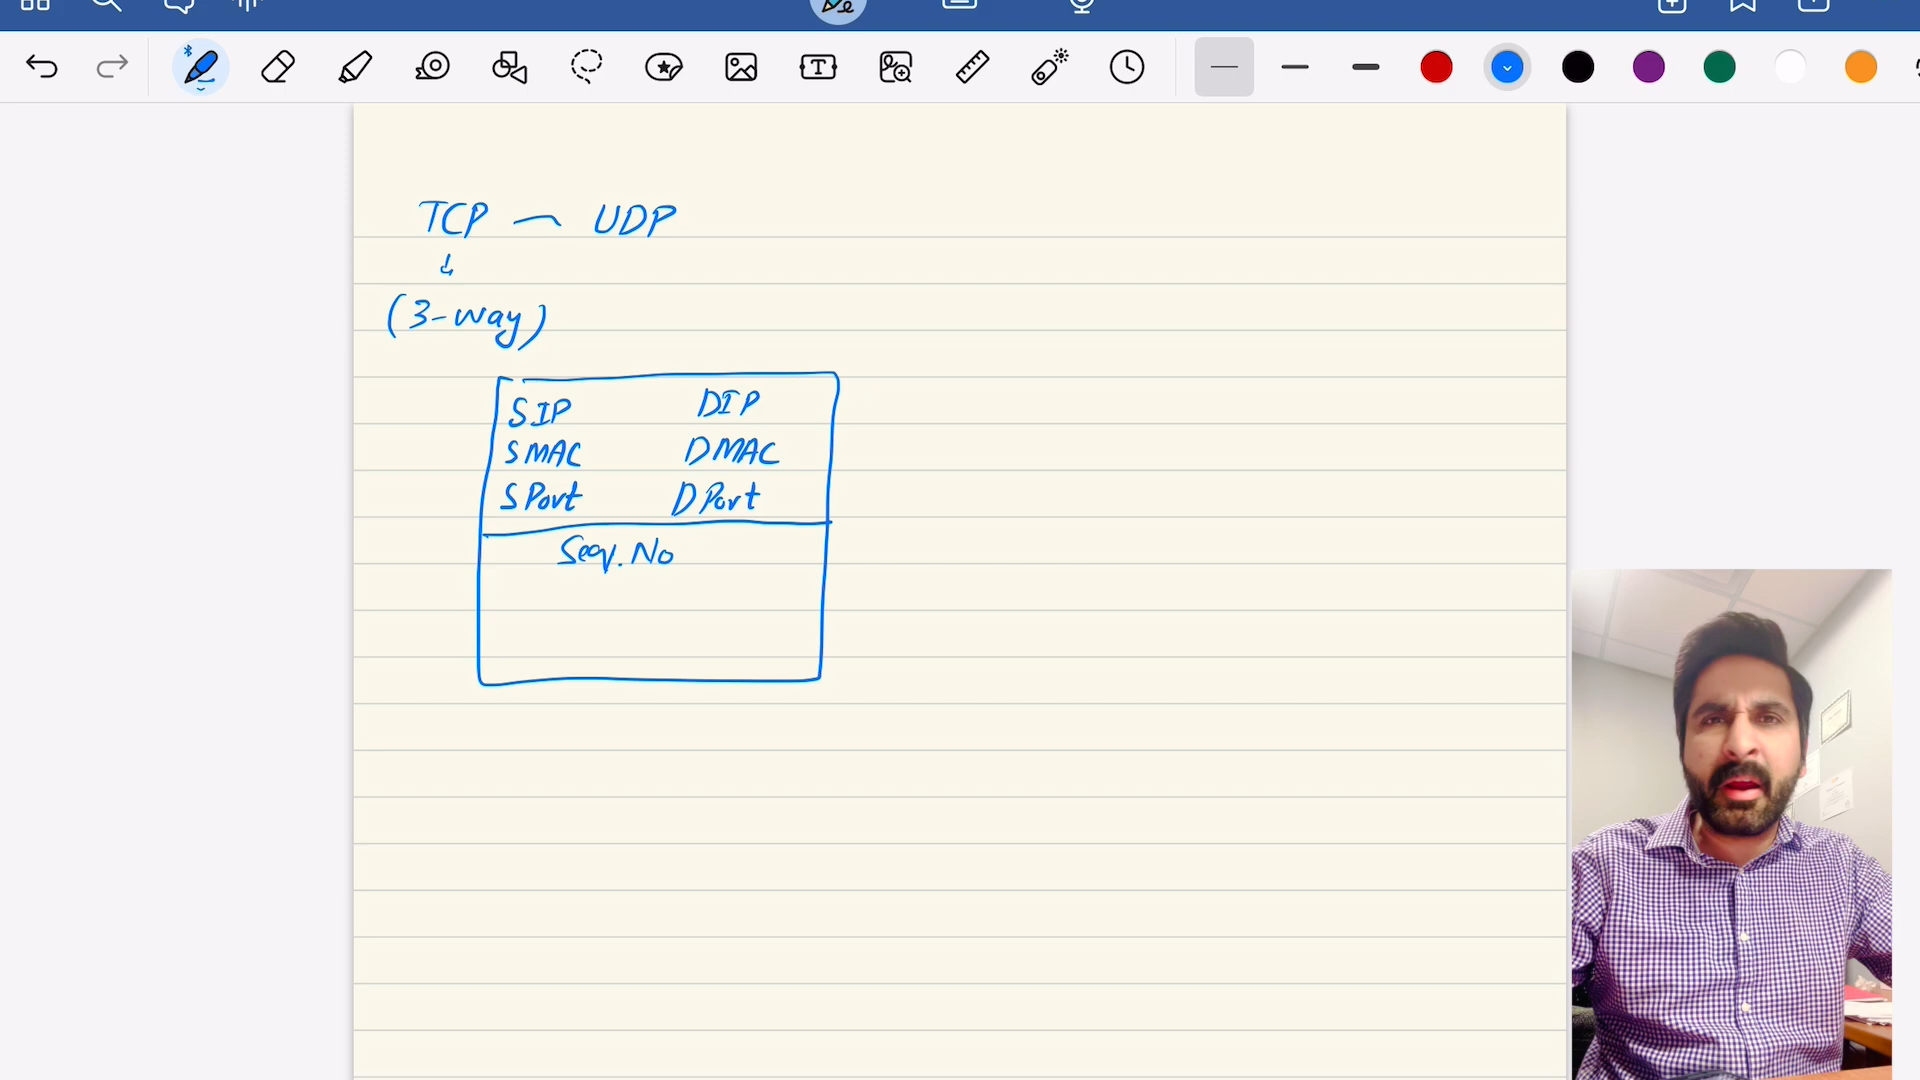 TCP — UDP
(3-way)
SIP DIP
SMAC DMAC
SPort DPort
Seq. No